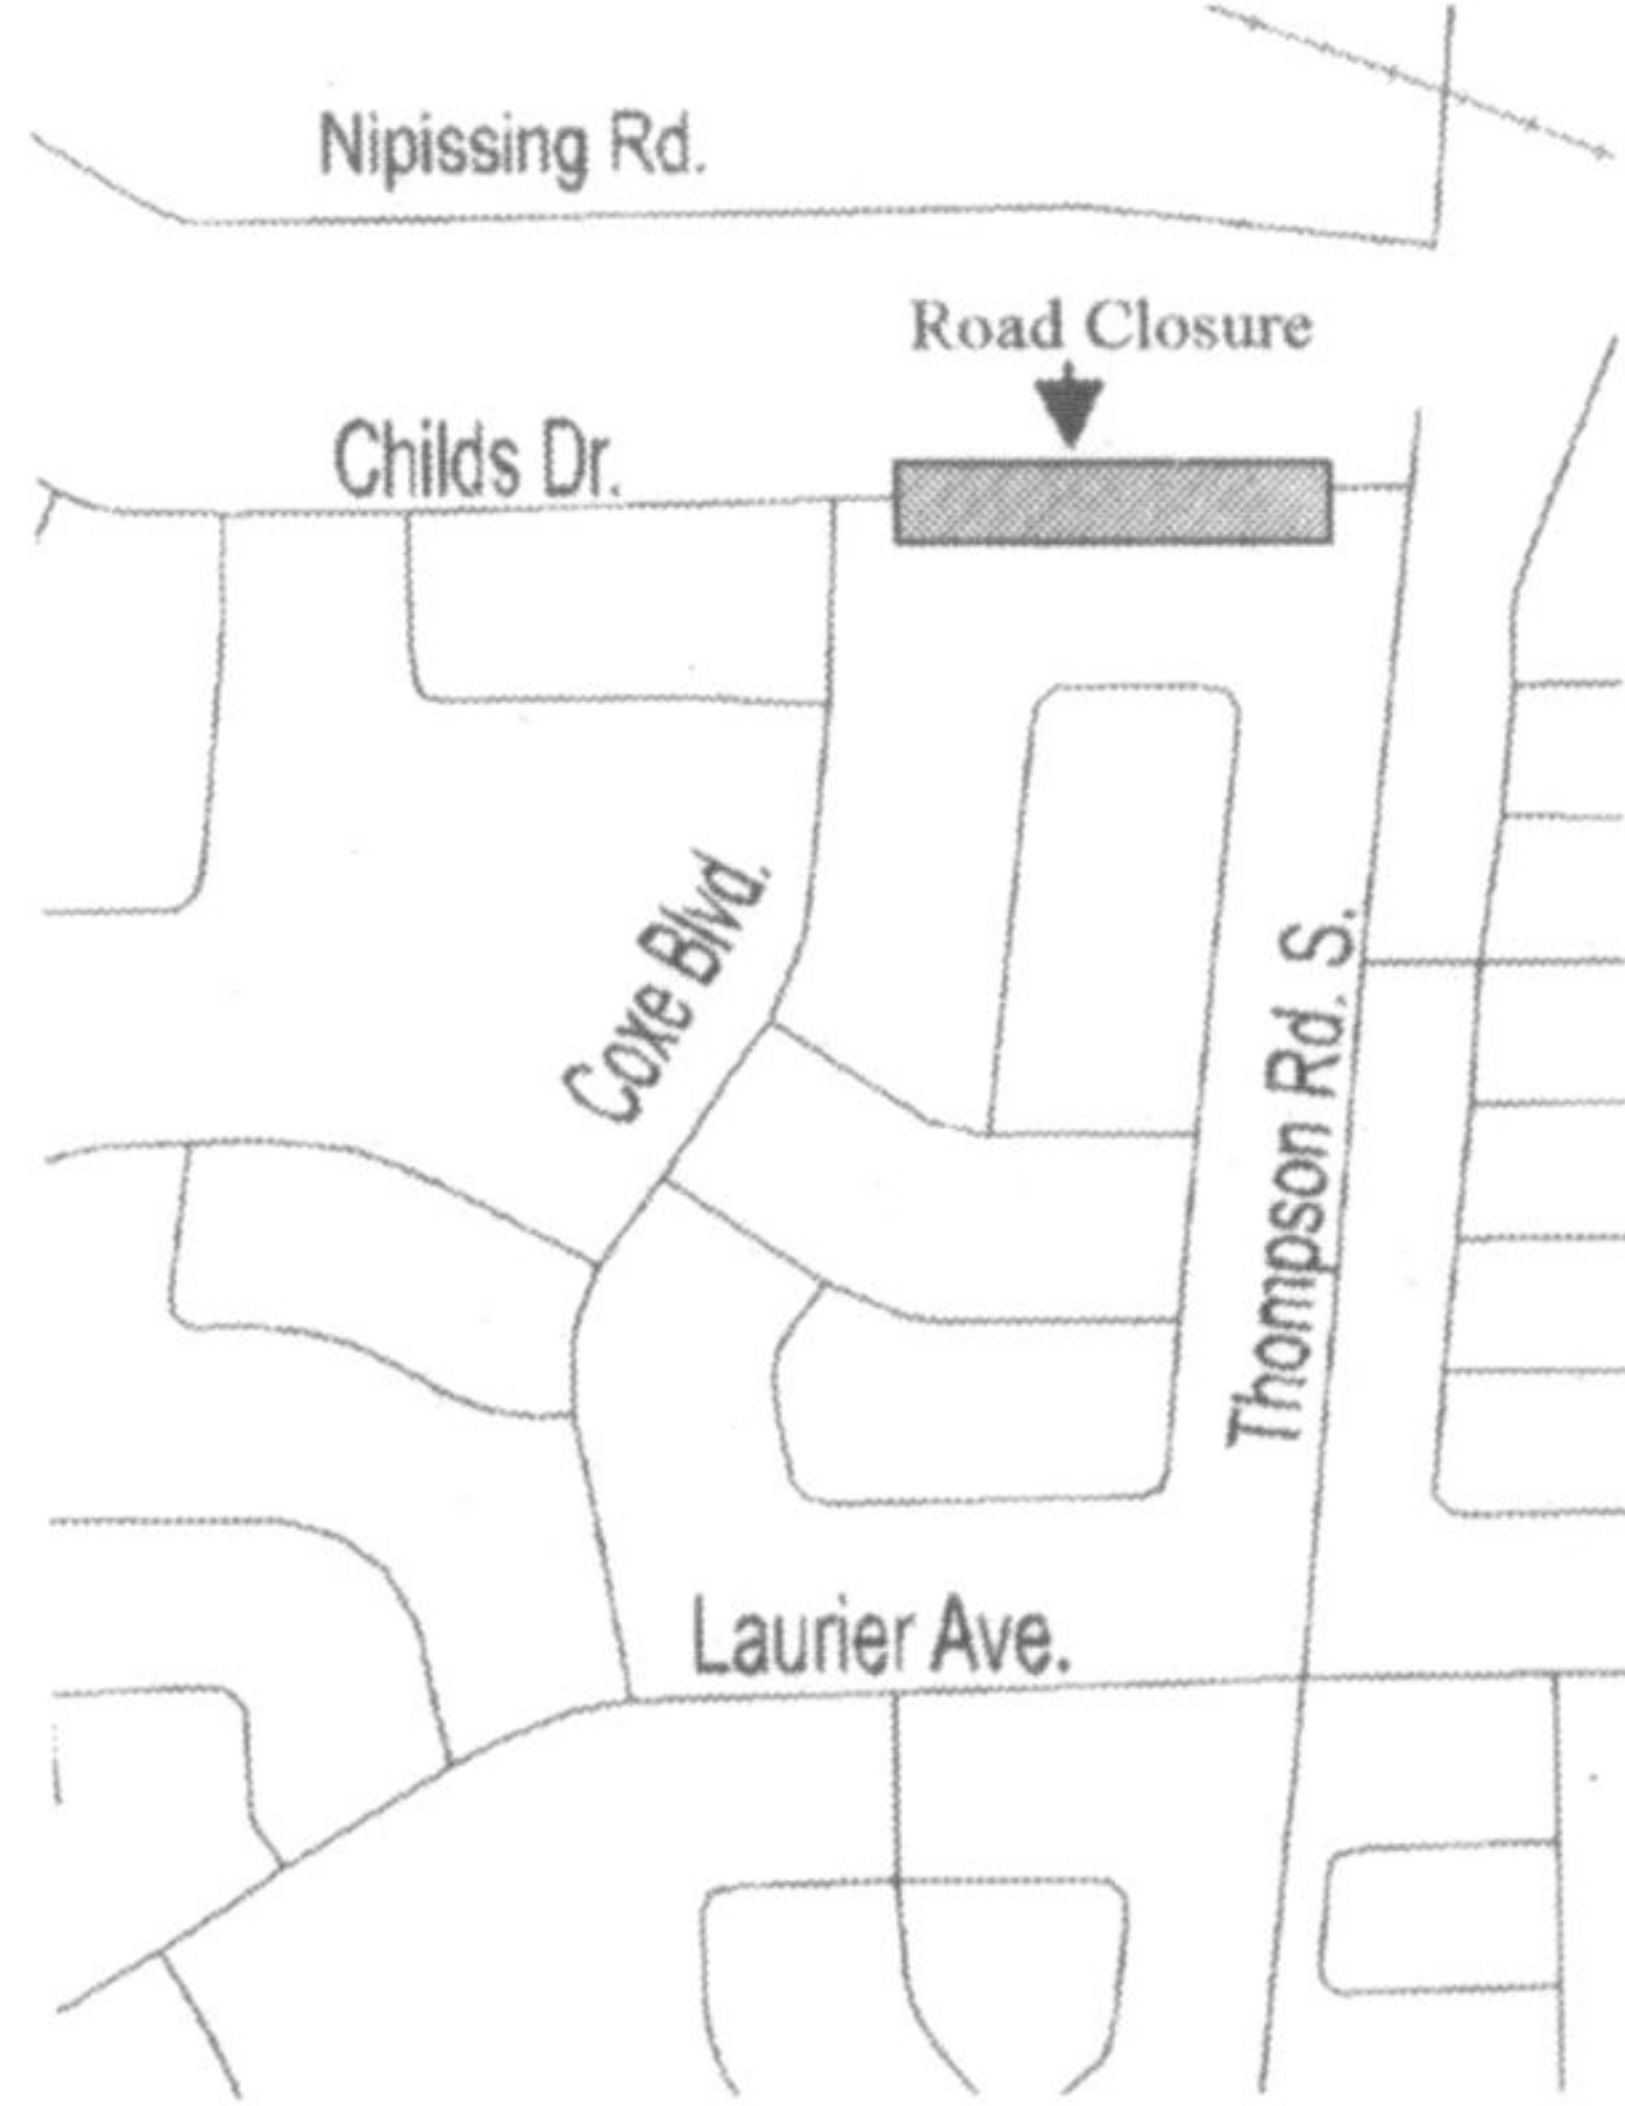 Nipissing Rd.
Road Closure
Childs Dr.
Coxe Blvd.
Thompson Rd. S.
Laurier Ave.